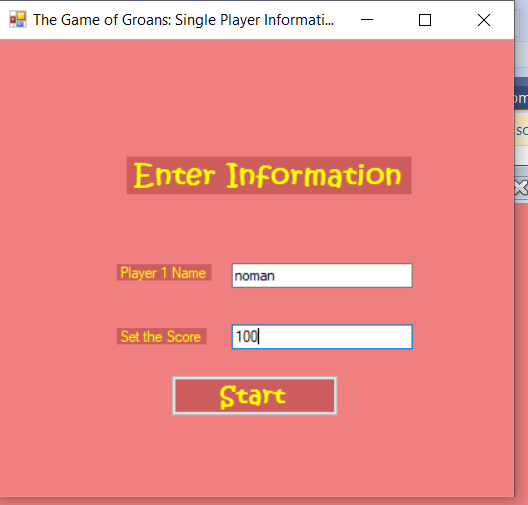 The Game of Groans: Single Player Informati...
Enter Information
Player 1 Name
noman
Set the Score
100
Start